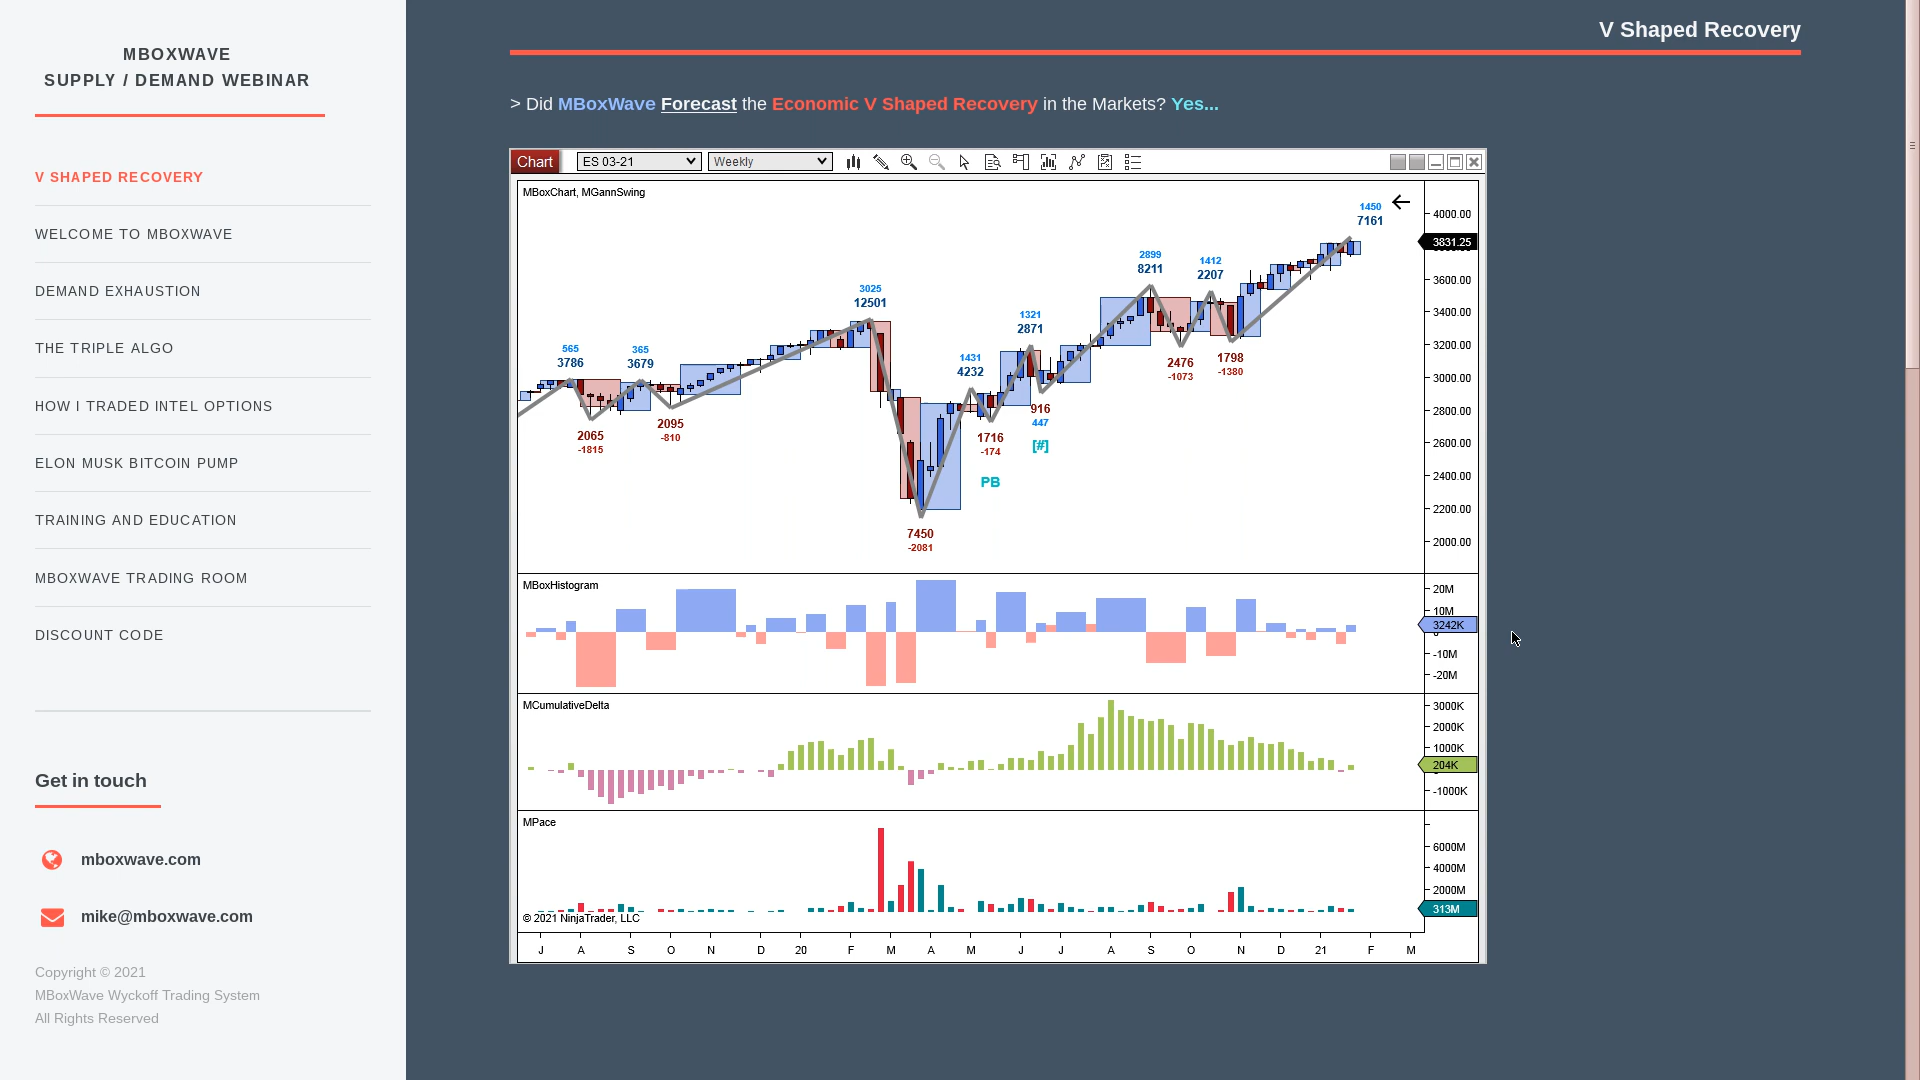 MBOXWAVE
SUPPLY / DEMAND WEBINAR
V SHAPED RECOVERY
WELCOME TO MBOXWAVE
DEMAND EXHAUSTION
THE TRIPLE ALGO
HOW I TRADED INTEL OPTIONS
ELON MUSK BITCOIN PUMP
TRAINING AND EDUCATION
MBOXWAVE TRADING ROOM
DISCOUNT CODE
Get in touch
mboxwave.com
mike@mboxwave.com
Copyright © 2021
MBoxWave Wyckoff Trading System
All Rights Reserved
V Shaped Recovery
> Did MBoxWave Forecast the Economic V Shaped Recovery in the Markets? Yes...
Chart ES 03-21 Weekly
MBoxChart, MGannSwing
565
3786
2065
-1815
365
3679
2095
-810
3025
12501
7450
-2081
1431
4232
1716
-174
PB
1321
2871
916
447
[#]
2899
8211
2476
-1073
1412
2207
1798
-1380
1450
7161
4000.00
3831.25
3600.00
3400.00
3200.00
3000.00
2800.00
2600.00
2400.00
2200.00
2000.00
MBoxHistogram
20M
10M
3242K
-10M
-20M
MCumulativeDelta
3000K
2000K
1000K
204K
-1000K
MPace
6000M
4000M
2000M
313M
© 2021 NinjaTrader, LLC
J A S O N D 20 F M A M J J A S O N D 21 F M